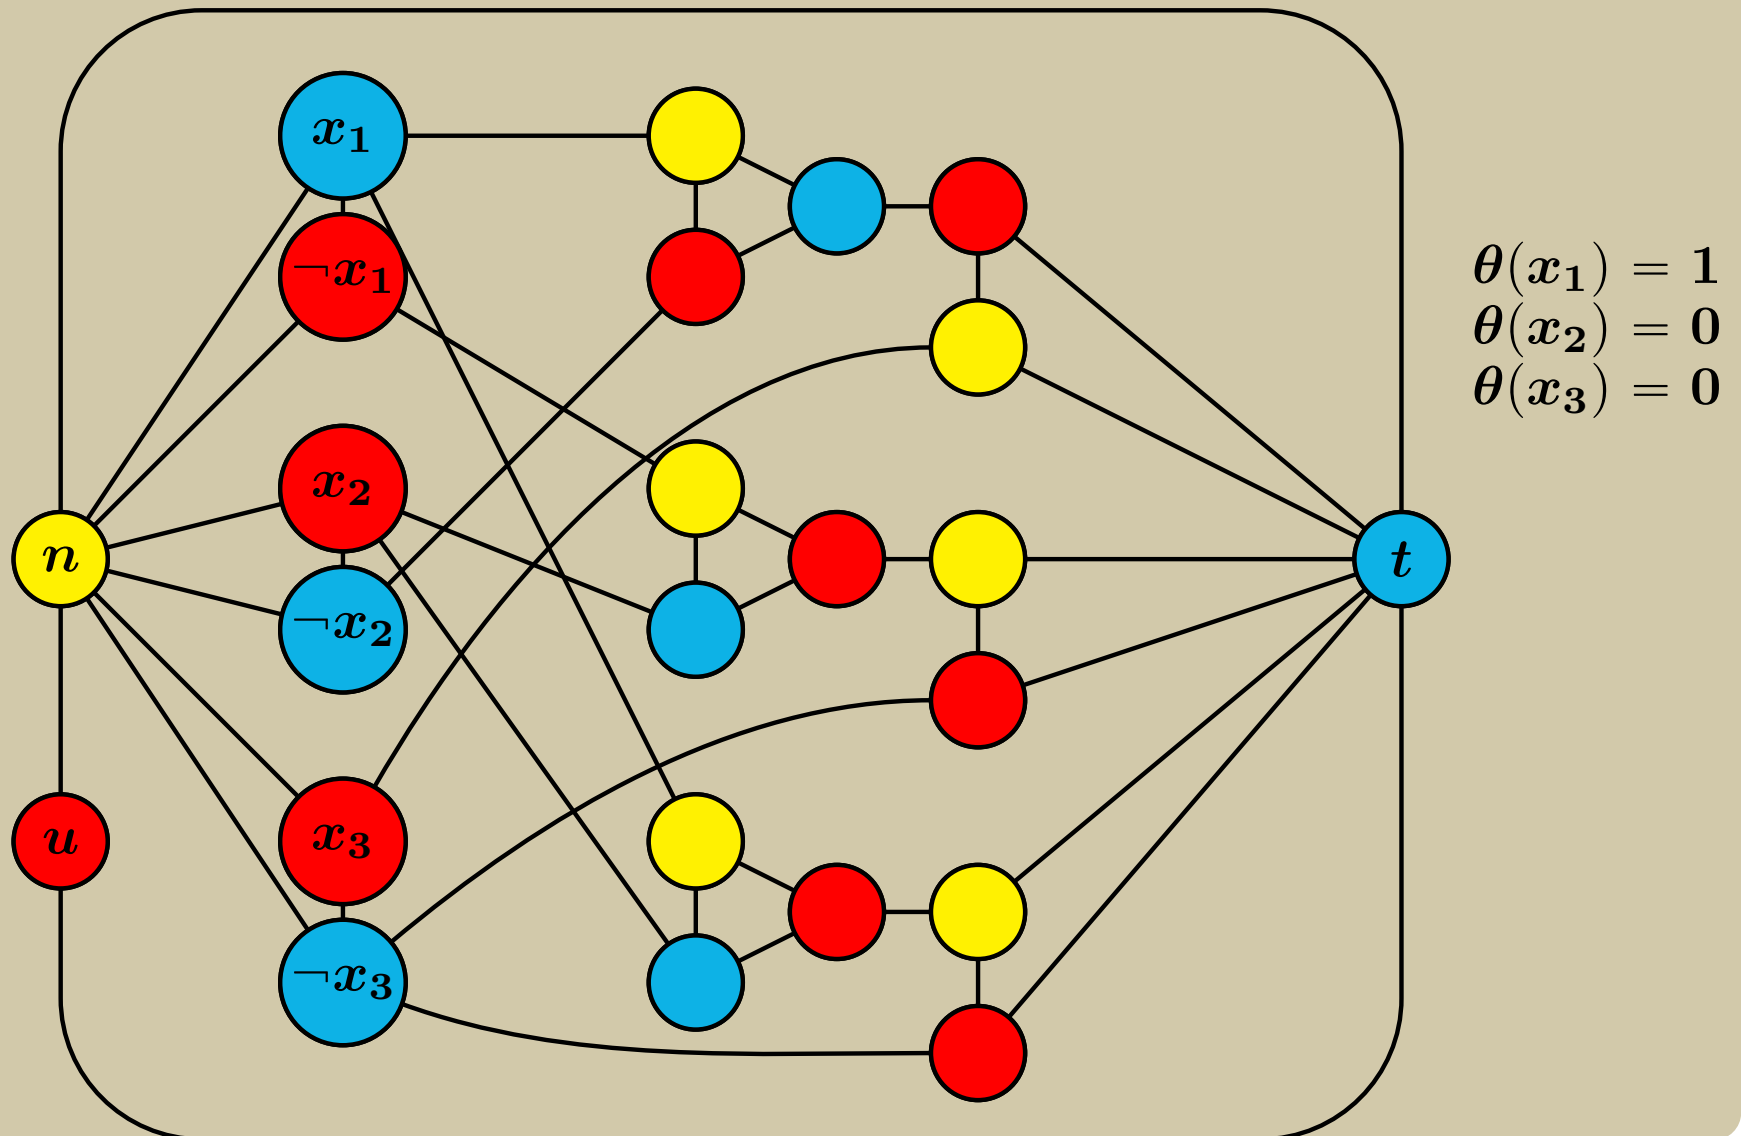 x₁
¬x₁
θ(x₁) = 1
θ(x₂) = 0
θ(x₃) = 0
x₂
n
t
¬x₂
u
x₃
¬x₃